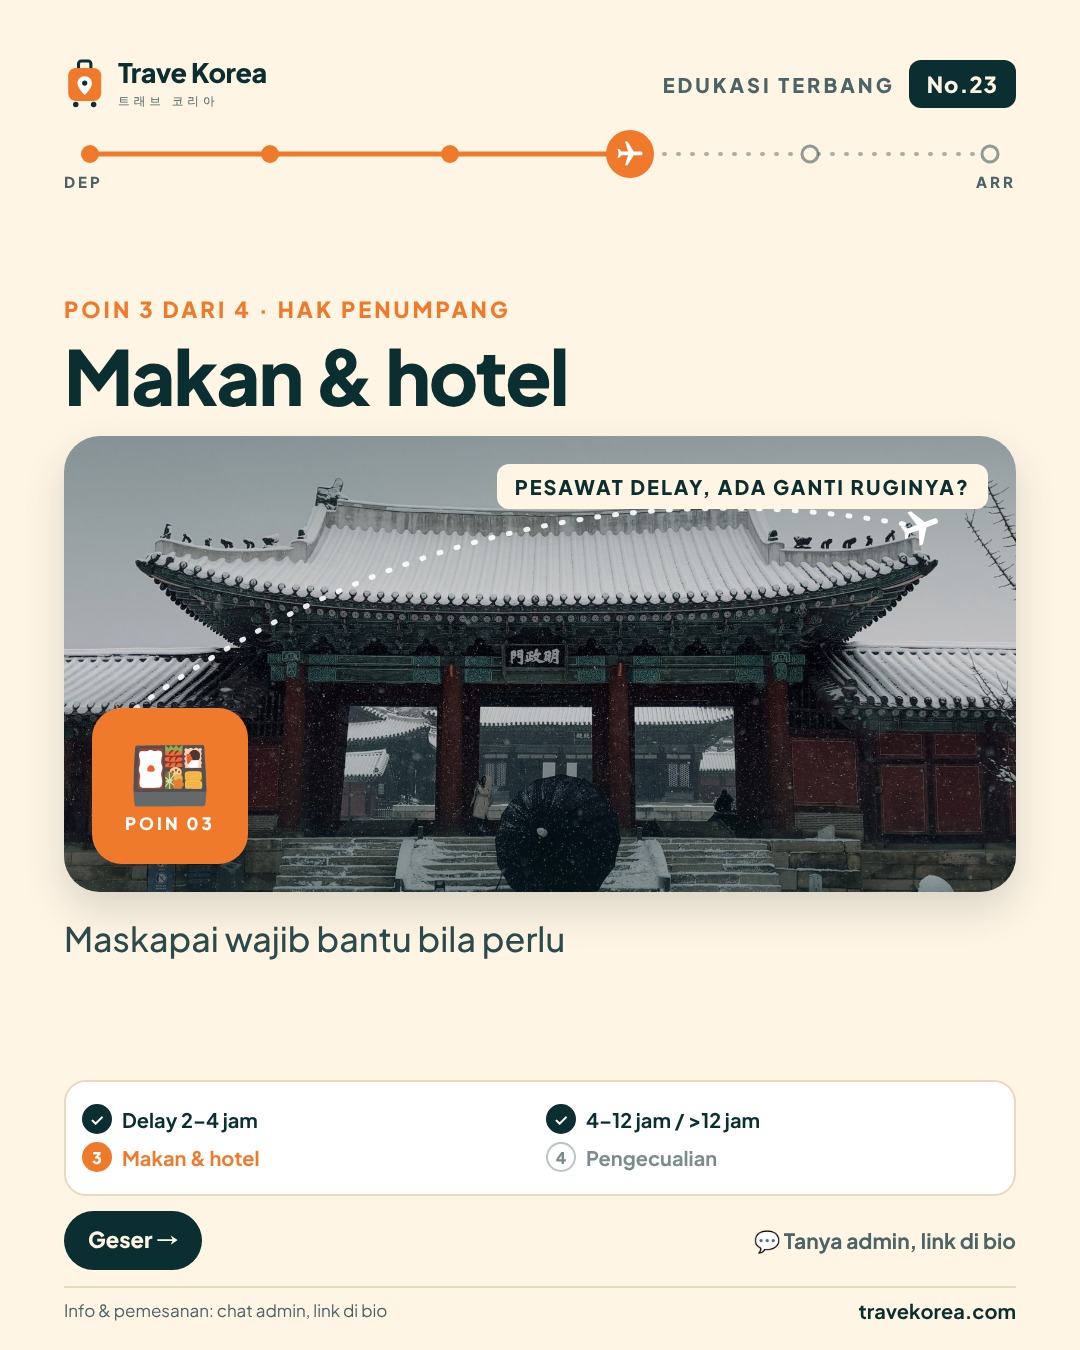 Trave Korea
트래브 코리아
EDUKASI TERBANG
No.23
DEP
ARR
POIN 3 DARI 4 · HAK PENUMPANG
Makan & hotel
PESAWAT DELAY, ADA GANTI RUGINYA?
門政明
POIN 03
Maskapai wajib bantu bila perlu
Delay 2–4 jam
4–12 jam / >12 jam
3 Makan & hotel
4 Pengecualian
Geser →
💬 Tanya admin, link di bio
Info & pemesanan: chat admin, link di bio
travekorea.com